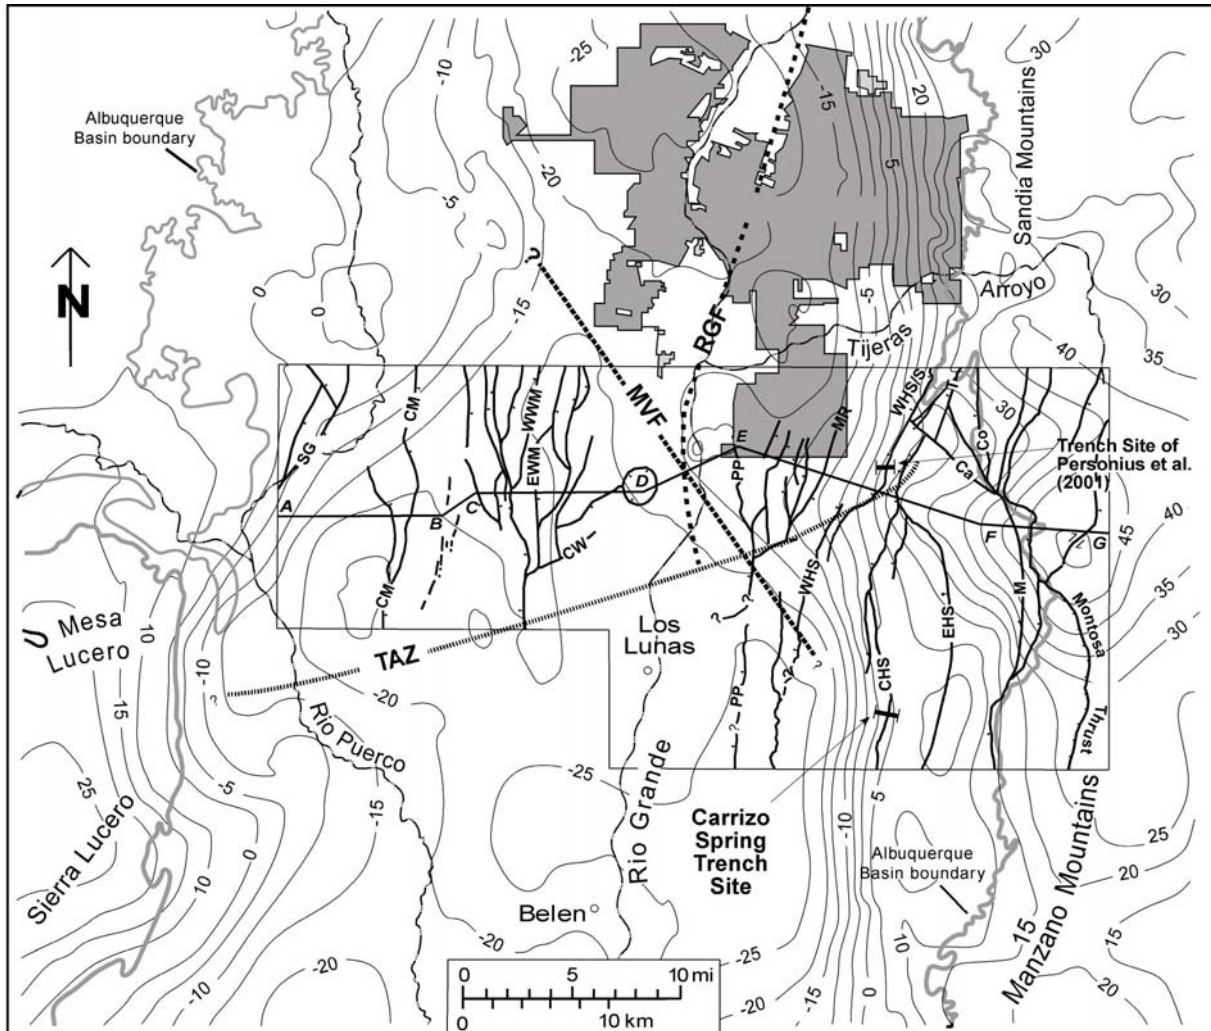 -10
-25
-15
20
30
Albuquerque
Basin boundary
-20
5
Sandia Mountains
-5
30
N
0
0
-15
?
-5
Arroyo
30
RGF
Tijeras
40
35
MVF
WHS/S
CM
WWM
MR
30
Co
SG
EWM
E
PP
Trench Site of
Personius et al.
(2001)
A
B
C
D
Ca
CW
F
G
45
40
CM
WHS
M
35
Mesa
Lucero
10
-10
Los
Lunas
EHS
Montosa
30
TAZ
?
?
?
?
?
0
15
-20
PP
?
CHS
Thrust
Rio Puerco
25
-5
-15
-25
-25
Rio Grande
Carrizo
Spring
Trench
Site
-10
5
Albuquerque
Basin boundary
25
20
Sierra Lucero
0
10
Belen
-20
-25
10
15
15
Manzano Mountains
-20
-10
-20
-15
0
0 5 10 mi
0 10 km